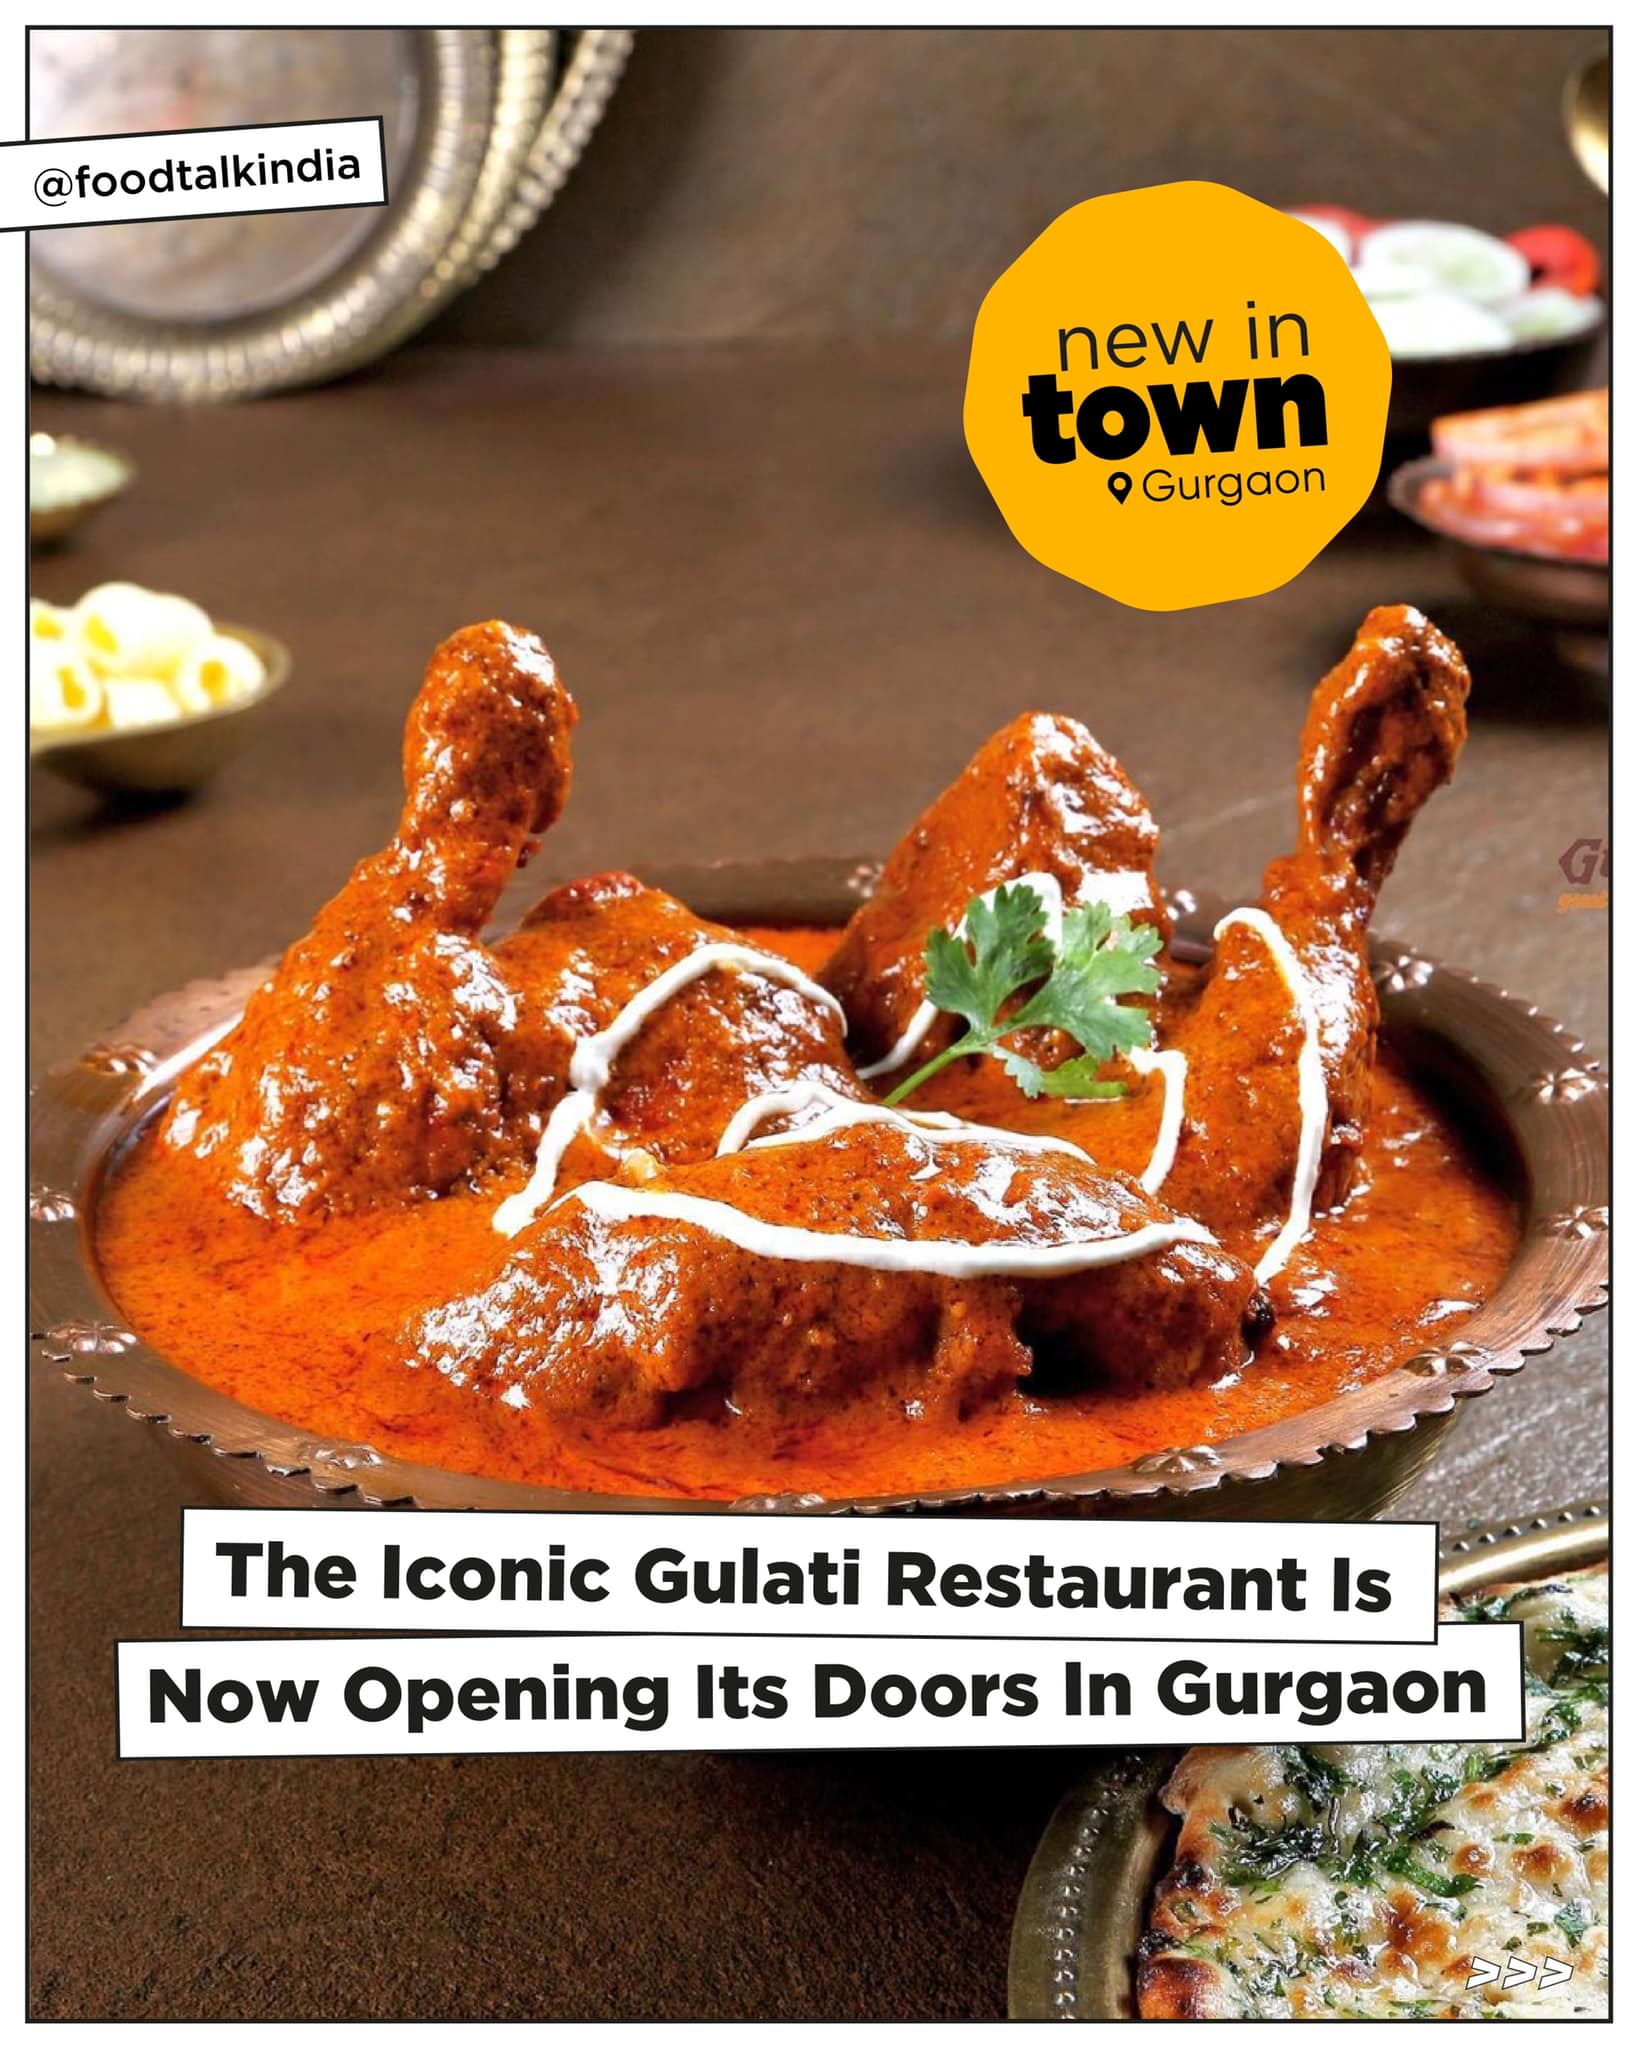 @foodtalkindia
new in
town
Gurgaon
The Iconic Gulati Restaurant Is
Now Opening Its Doors In Gurgaon
>>>